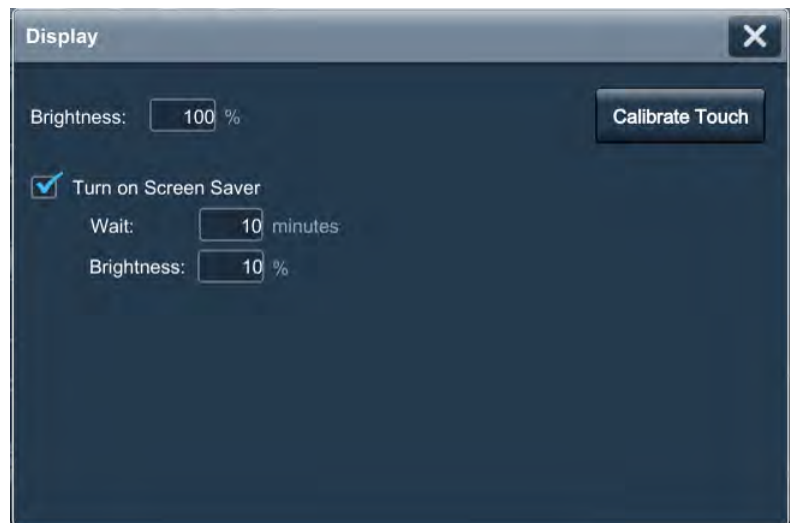 Display
Brightness: 100 %
Calibrate Touch
Turn on Screen Saver
Wait: 10 minutes
Brightness: 10 %